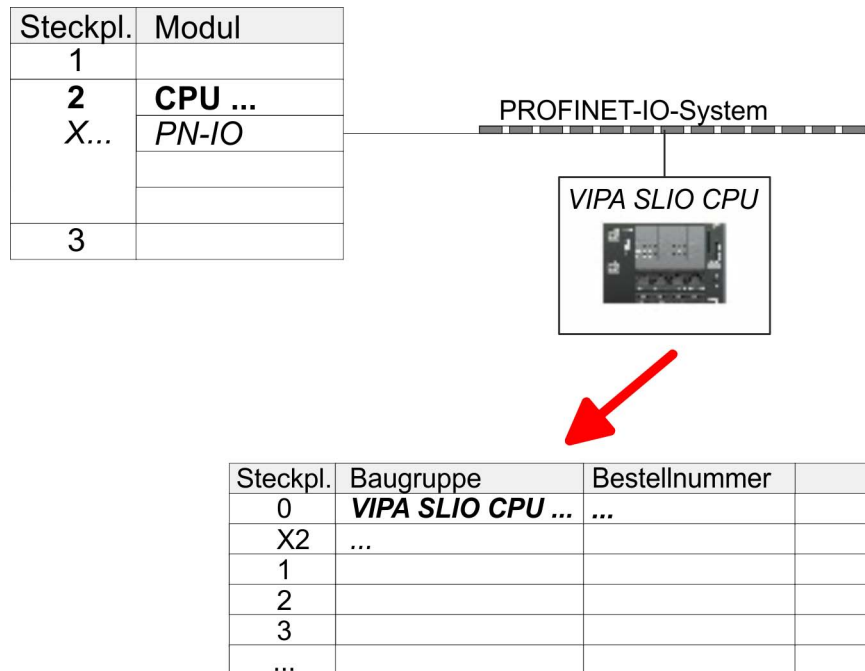 Steckpl. Modul
1
2 CPU ...
X... PN-IO
3
PROFINET-IO-System
VIPA SLIO CPU
Steckpl. Baugruppe Bestellnummer
0 VIPA SLIO CPU ... ...
X2 ...
1
2
3
...